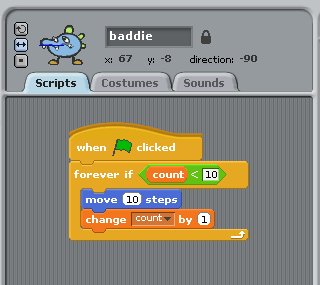 baddie
x: 67 y: -8 direction: -90
Scripts Costumes Sounds
when clicked
forever if count < 10
move 10 steps
change count by 1